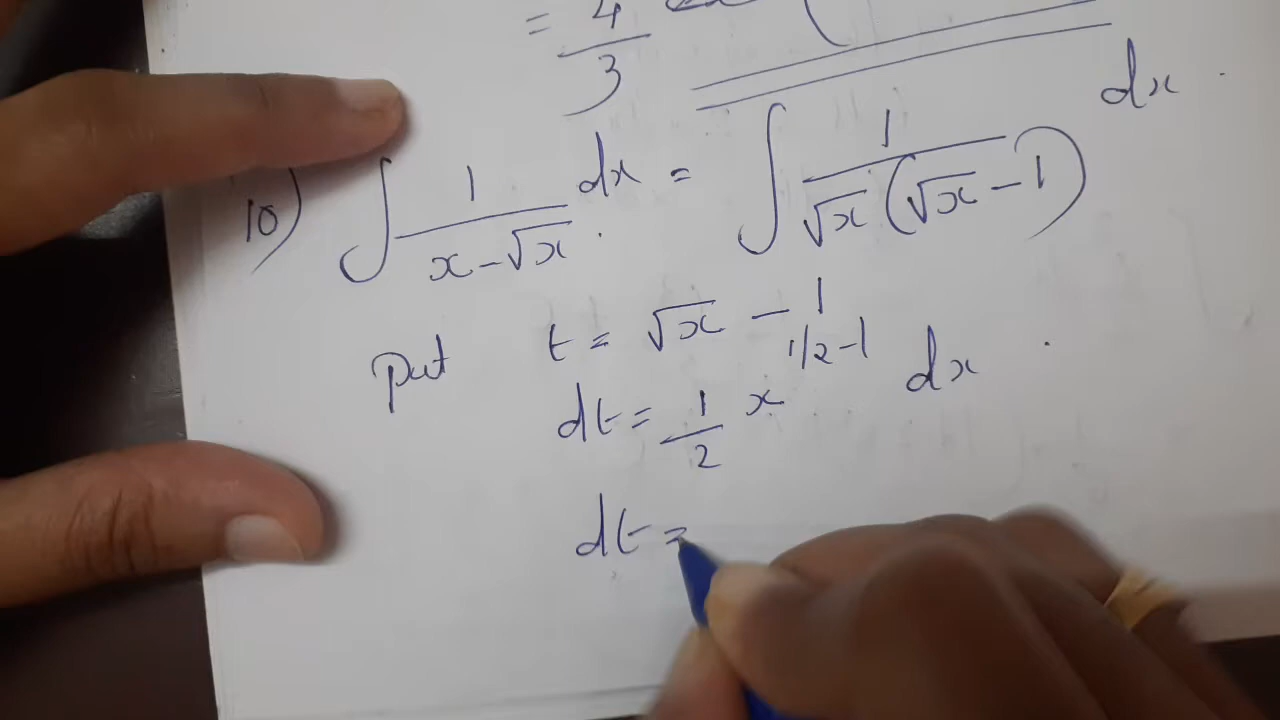 = 4/3
10) ∫ 1/(x-√x) dx = ∫ 1/(√x(√x-1)) dx.
put t = √x - 1
dt = 1/2 x^(1/2-1) dx.
dt =